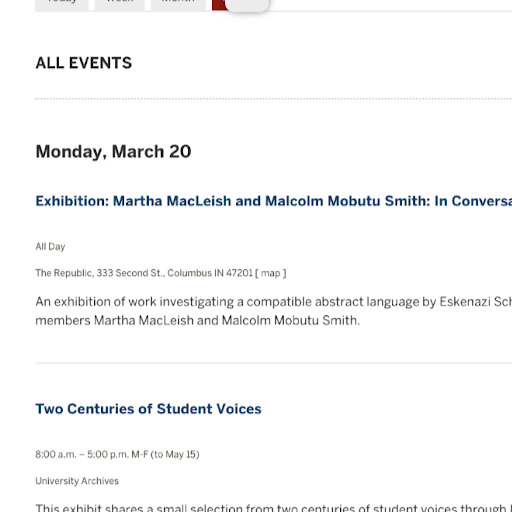 Today Week Month
ALL EVENTS
Monday, March 20
Exhibition: Martha MacLeish and Malcolm Mobutu Smith: In
All Day
The Republic, 333 Second St., Columbus IN 47201 [ map ]
An exhibition of work investigating a compatible abstract language by Eskenazi
members Martha MacLeish and Malcolm Mobutu Smith.
Two Centuries of Student Voices
8:00 a.m. – 5:00 p.m. M-F (to May 15)
University Archives
This exhibit shares a small selection from two centuries of student voices through